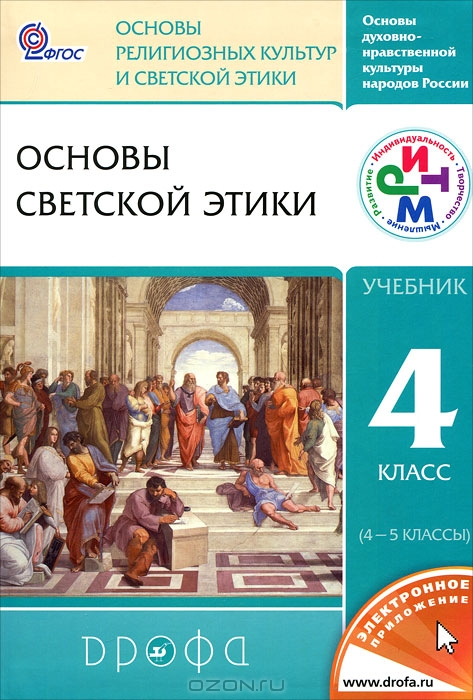 ФГОС
ОСНОВЫ
РЕЛИГИОЗНЫХ КУЛЬТУР
И СВЕТСКОЙ ЭТИКИ
Основы
духовно-
нравственной
культуры
народов России
ОСНОВЫ
СВЕТСКОЙ ЭТИКИ
РИТМ
Развитие • Индивидуальность • Творчество • Мышление
УЧЕБНИК
4
КЛАСС
(4 – 5 КЛАССЫ)
ЭЛЕКТРОННОЕ
ПРИЛОЖЕНИЕ
www.drofa.ru
дрофа
OZON.RU